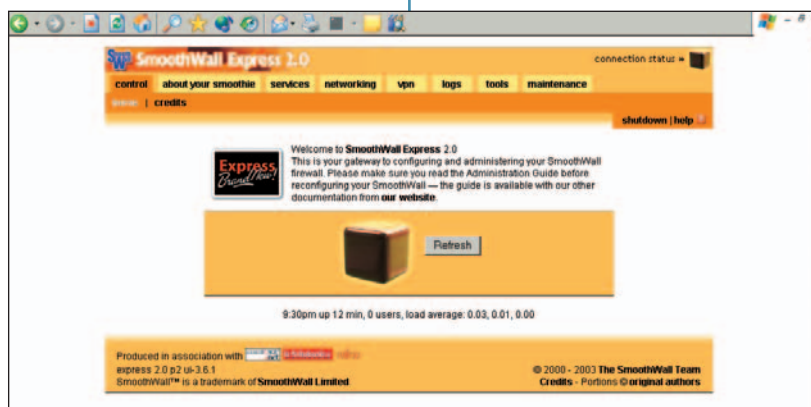 SmoothWall Express 2.0
connection status »
control about your smoothie services networking vpn logs tools maintenance
| credits
shutdown | help
Express
Brand New!
Welcome to SmoothWall Express 2.0
This is your gateway to configuring and administering your SmoothWall
firewall. Please make sure you read the Administration Guide before
reconfiguring your SmoothWall — the guide is available with our other
documentation from our website.
Refresh
9:30pm up 12 min, 0 users, load average: 0.03, 0.01, 0.00
Produced in association with
express 2.0 p2 ui-3.6.1
SmoothWall™ is a trademark of SmoothWall Limited.
© 2000 - 2003 The SmoothWall Team
Credits - Portions © original authors